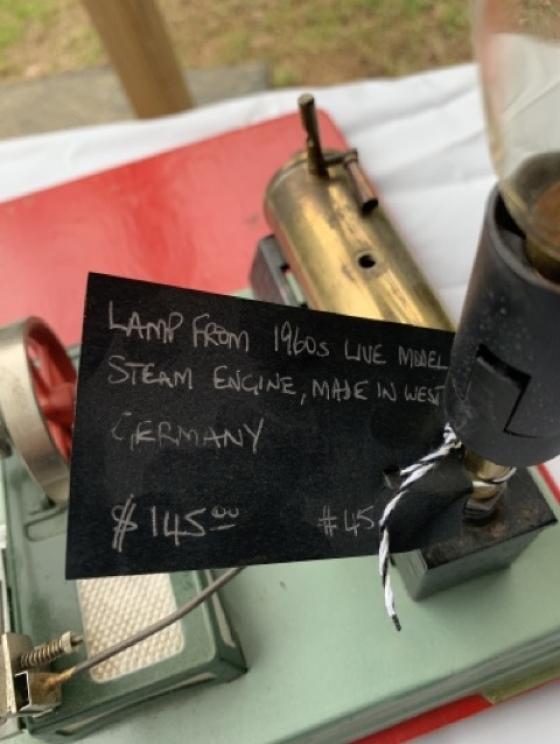 LAMP FROM 1960s LIVE MODEL
STEAM ENGINE, MADE IN WEST
GERMANY
$145.00 #45